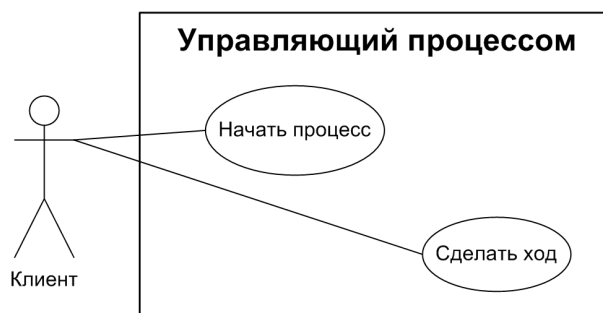 Управляющий процессом
Начать процесс
Сделать ход
Клиент